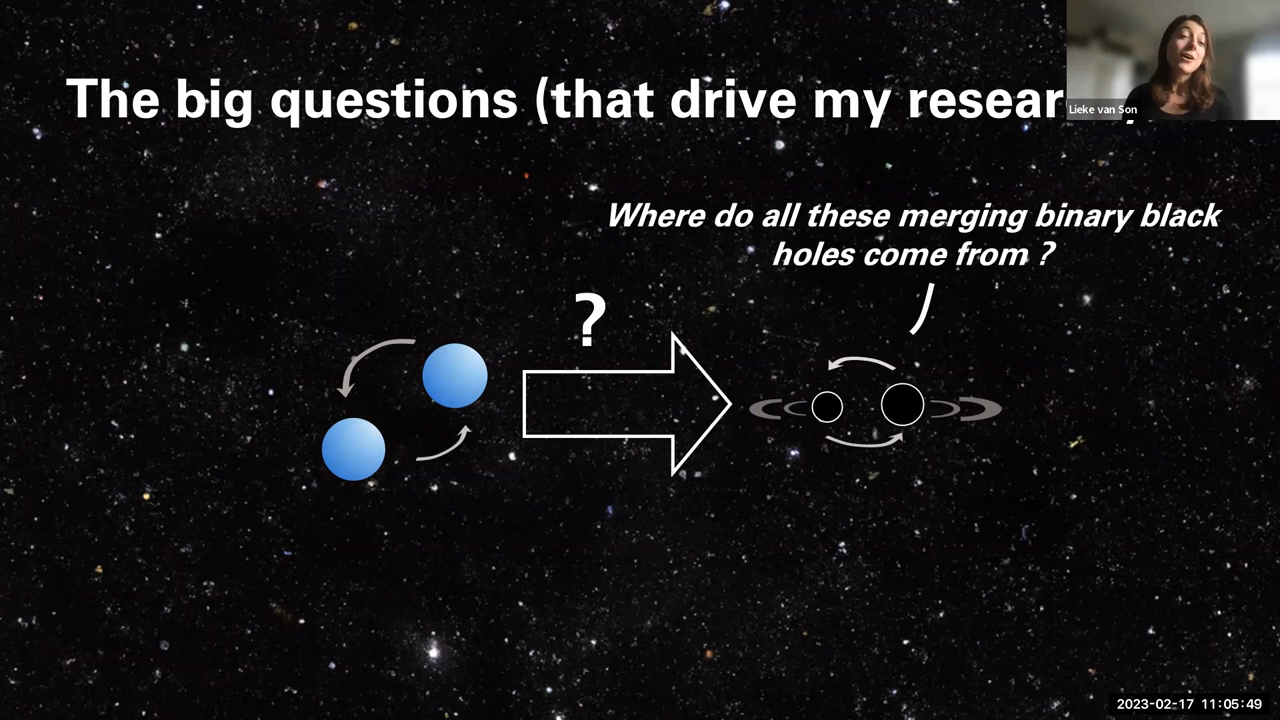 The big questions (that drive my resear
Lieke van Son
Where do all these merging binary black
holes come from ?
?
2023-02-17 11:05:49